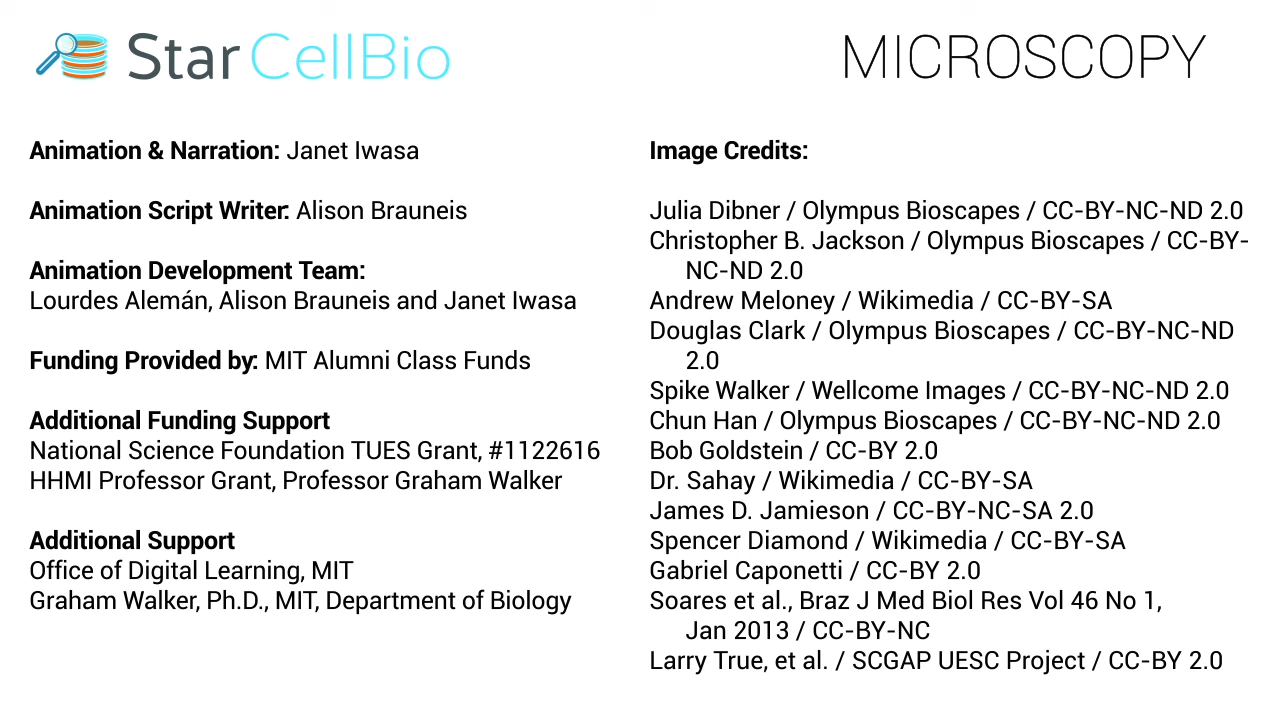 StarCellBio
MICROSCOPY
Animation & Narration: Janet Iwasa
Animation Script Writer: Alison Brauneis
Animation Development Team:
Lourdes Alemán, Alison Brauneis and Janet Iwasa
Funding Provided by: MIT Alumni Class Funds
Additional Funding Support
National Science Foundation TUES Grant, #1122616
HHMI Professor Grant, Professor Graham Walker
Additional Support
Office of Digital Learning, MIT
Graham Walker, Ph.D., MIT, Department of Biology
Image Credits:
Julia Dibner / Olympus Bioscapes / CC-BY-NC-ND 2.0
Christopher B. Jackson / Olympus Bioscapes / CC-BY-
NC-ND 2.0
Andrew Meloney / Wikimedia / CC-BY-SA
Douglas Clark / Olympus Bioscapes / CC-BY-NC-ND
2.0
Spike Walker / Wellcome Images / CC-BY-NC-ND 2.0
Chun Han / Olympus Bioscapes / CC-BY-NC-ND 2.0
Bob Goldstein / CC-BY 2.0
Dr. Sahay / Wikimedia / CC-BY-SA
James D. Jamieson / CC-BY-NC-SA 2.0
Spencer Diamond / Wikimedia / CC-BY-SA
Gabriel Caponetti / CC-BY 2.0
Soares et al., Braz J Med Biol Res Vol 46 No 1,
Jan 2013 / CC-BY-NC
Larry True, et al. / SCGAP UESC Project / CC-BY 2.0